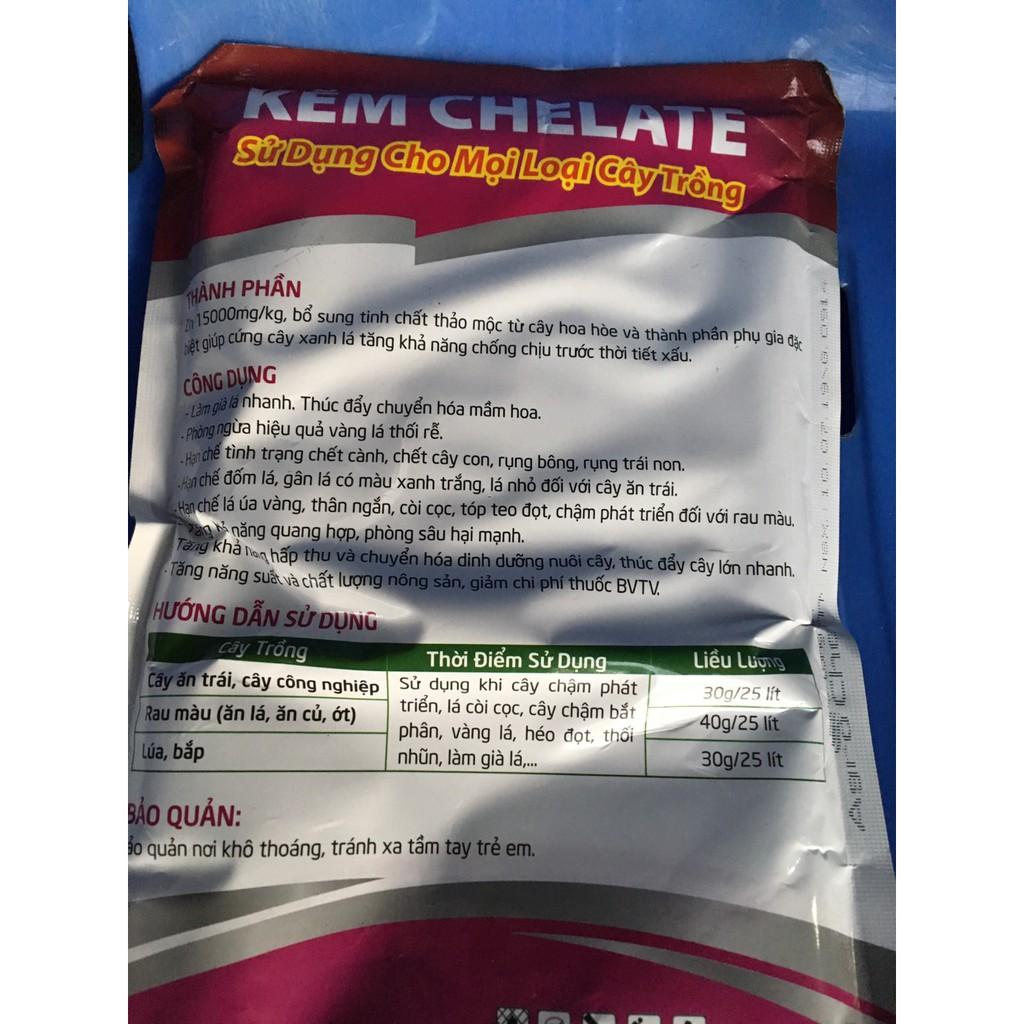 KẼM CHELATE
Sử Dụng Cho Mọi Loại Cây Trồng
THÀNH PHẦN
Zn 15000mg/kg, bổ sung tinh chất thảo mộc từ cây hoa hòe và thành phần phụ gia đặc
biệt giúp cứng cây xanh lá tăng khả năng chống chịu trước thời tiết xấu.
CÔNG DỤNG
- Làm già lá nhanh. Thúc đẩy chuyển hóa mầm hoa.
- Phòng ngừa hiệu quả vàng lá thối rễ.
- Hạn chế tình trạng chết cành, chết cây con, rụng bông, rụng trái non.
- Hạn chế đốm lá, gân lá có màu xanh trắng, lá nhỏ đối với cây ăn trái.
- Hạn chế lá úa vàng, thân ngắn, còi cọc, tóp teo đọt, chậm phát triển đối với rau màu.
năng quang hợp, phòng sâu hại mạnh.
Tăng khả năng hấp thu và chuyển hóa dinh dưỡng nuôi cây, thúc đẩy cây lớn nhanh.
- Tăng năng suất và chất lượng nông sản, giảm chi phí thuốc BVTV.
HƯỚNG DẪN SỬ DỤNG
Cây Trồng Thời Điểm Sử Dụng Liều Lượng
Cây ăn trái, cây công nghiệp 30g/25 lít
Rau màu (ăn lá, ăn củ, ớt) 40g/25 lít
Lúa, bắp 30g/25 lít
Sử dụng khi cây chậm phát
triển, lá còi cọc, cây chậm bắt
phân, vàng lá, héo đọt, thối
nhũn, làm già lá,...
BẢO QUẢN:
Bảo quản nơi khô thoáng, tránh xa tầm tay trẻ em.